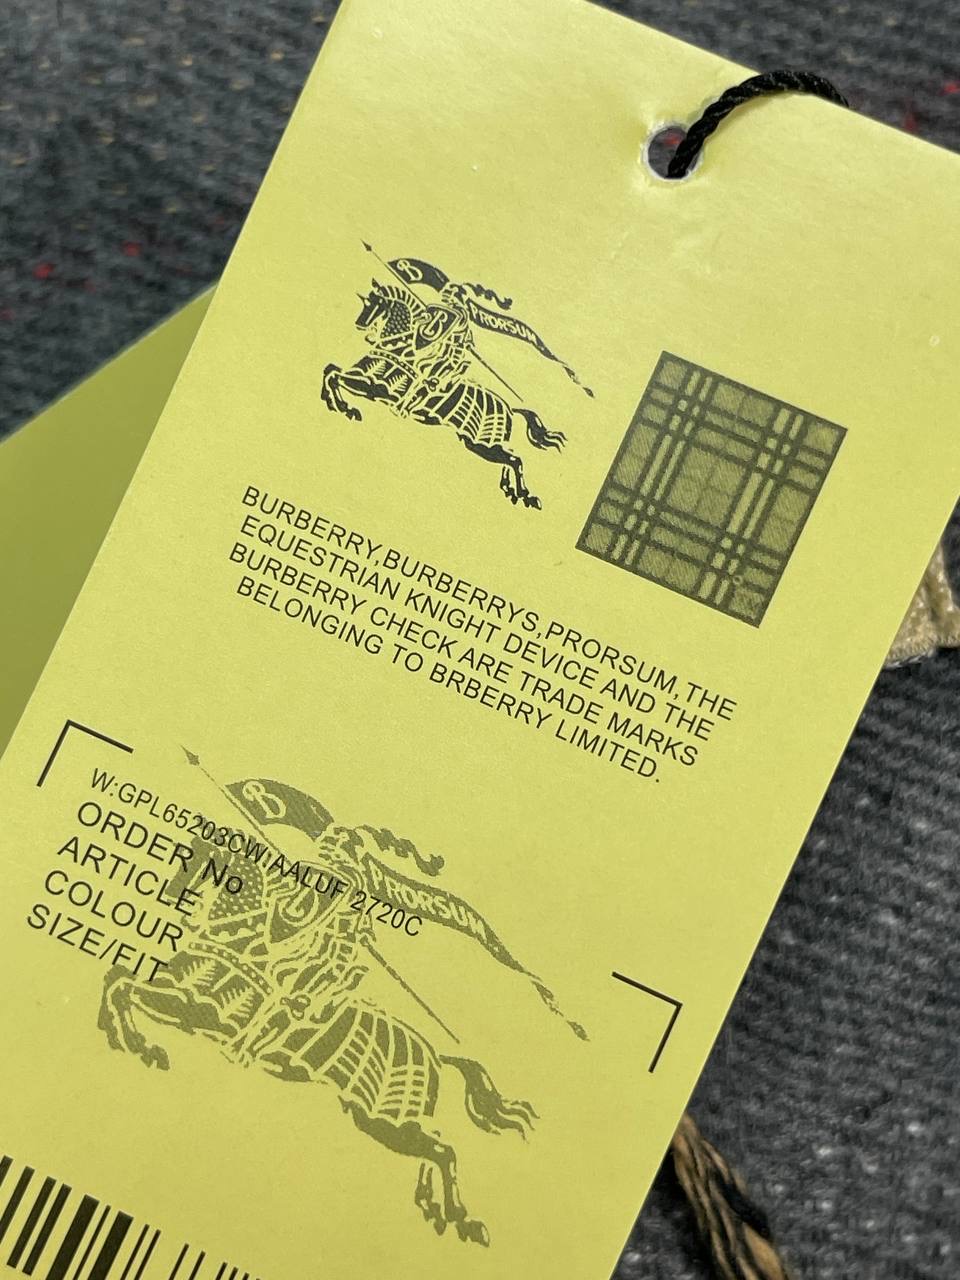 B
PRORSUM
B
BURBERRY,BURBERRYS,PRORSUM,THE
EQUESTRIAN KNIGHT DEVICE AND THE
BURBERRY CHECK ARE TRADE MARKS
BELONGING TO BRBERRY LIMITED.
B
W:GPL65203CW!AALUF 2720C
PRORSUM
ORDER No
ARTICLE
COLOUR
SIZE/FIT